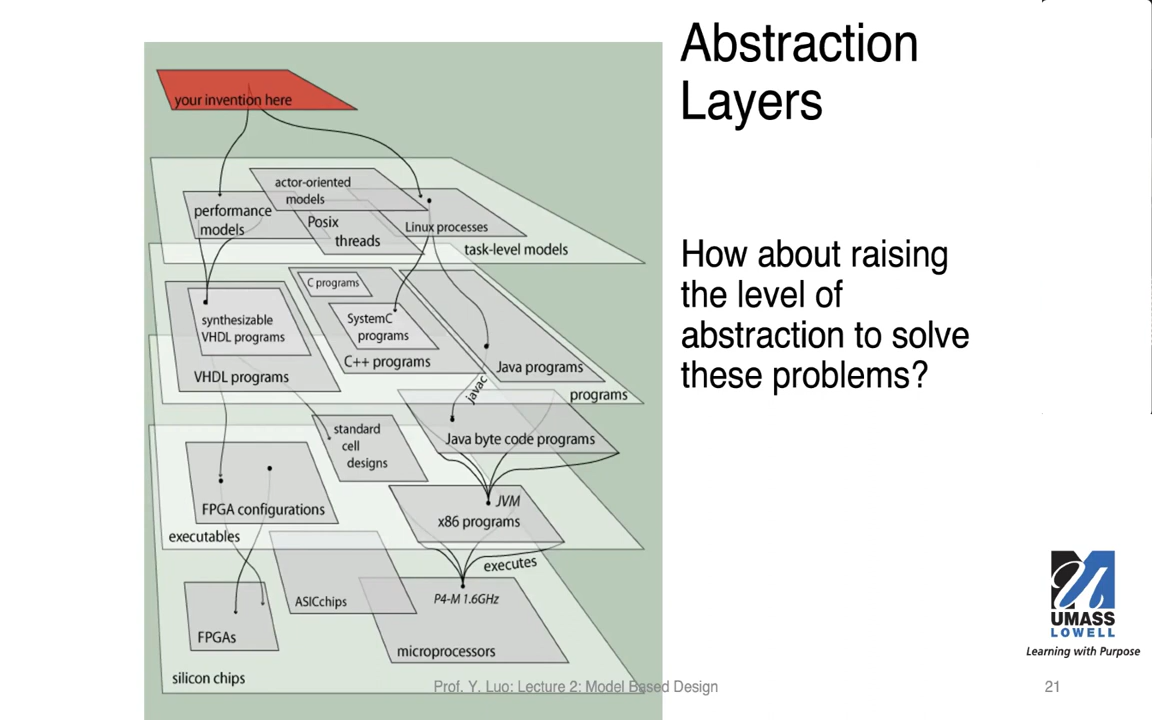 Abstraction
Layers
How about raising
the level of
abstraction to solve
these problems?
your invention here
actor-oriented
models
performance
models
Posix
threads
Linux processes
task-level models
C programs
synthesizable
VHDL programs
SystemC
programs
C++ programs
VHDL programs
Java programs
javac
programs
standard
cell
designs
Java byte code programs
JVM
FPGA configurations
x86 programs
executables
executes
ASICchips
P4-M 1.6GHz
FPGAs
microprocessors
silicon chips
UMASS
LOWELL
Learning with Purpose
Prof. Y. Luo: Lecture 2: Model Based Design
21